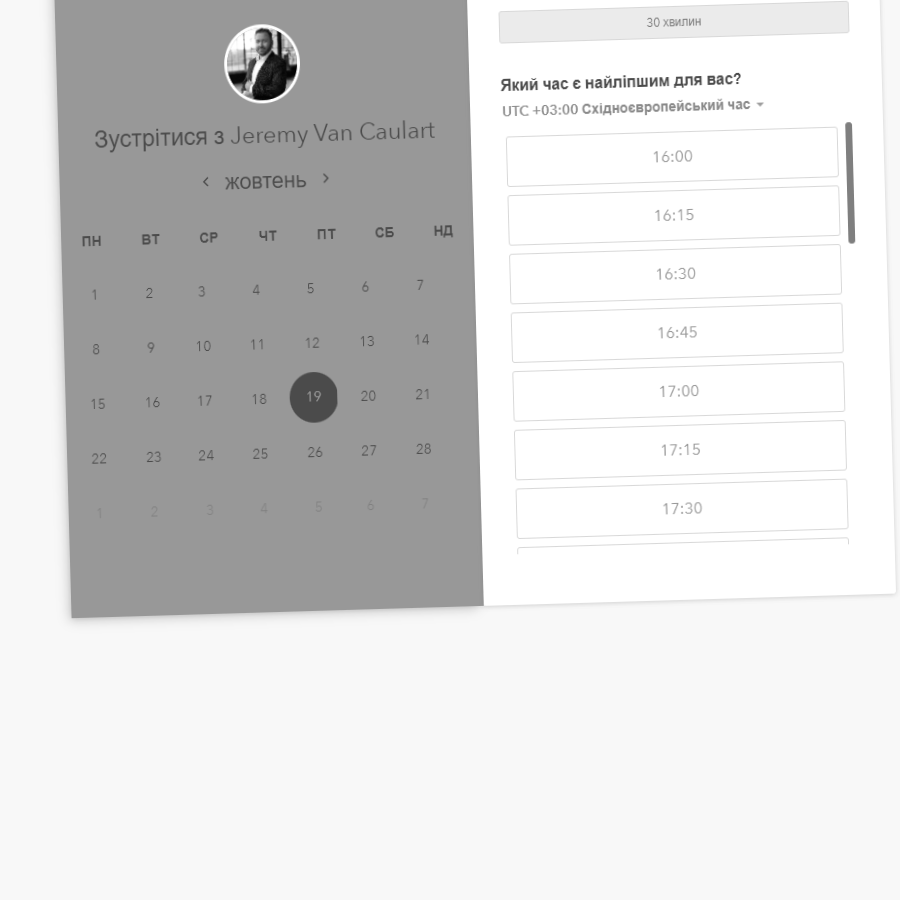 Зустрітися з Jeremy Van Caulart
жовтень
ПН ВТ СР ЧТ ПТ СБ НД
1 2 3 4 5 6 7
8 9 10 11 12 13 14
15 16 17 18 19 20 21
22 23 24 25 26 27 28
1 2 3 4 5 6 7
30 хвилин
Який час є найліпшим для вас?
UTC +03:00 Східноєвропейський час
16:00
16:15
16:30
16:45
17:00
17:15
17:30